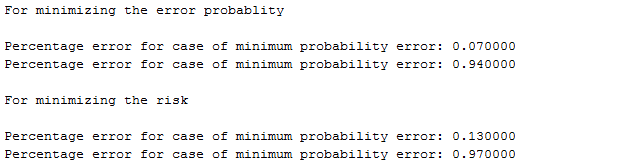 For minimizing the error probablity
Percentage error for case of minimum probability error: 0.070000
Percentage error for case of minimum probability error: 0.940000
For minimizing the risk
Percentage error for case of minimum probability error: 0.130000
Percentage error for case of minimum probability error: 0.970000